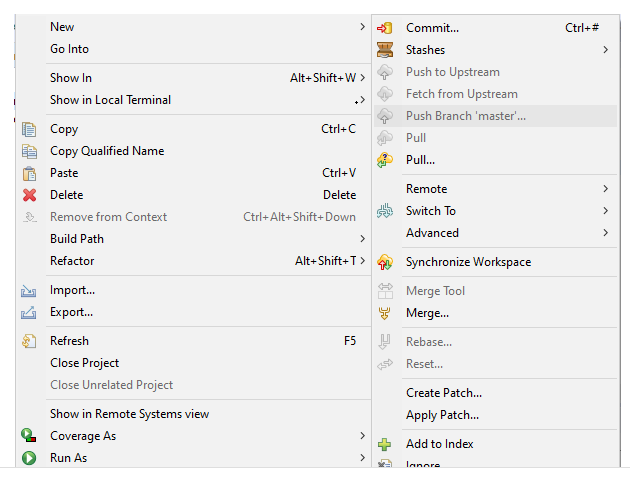 New
Go Into
Show In Alt+Shift+W
Show in Local Terminal
Copy Ctrl+C
Copy Qualified Name
Paste Ctrl+V
Delete Delete
Remove from Context Ctrl+Alt+Shift+Down
Build Path
Refactor Alt+Shift+T
Import...
Export...
Refresh F5
Close Project
Close Unrelated Project
Show in Remote Systems view
Coverage As
Run As
Commit... Ctrl+#
Stashes
Push to Upstream
Fetch from Upstream
Push Branch 'master'...
Pull
Pull...
Remote
Switch To
Advanced
Synchronize Workspace
Merge Tool
Merge...
Rebase...
Reset...
Create Patch...
Apply Patch...
Add to Index
Ignore